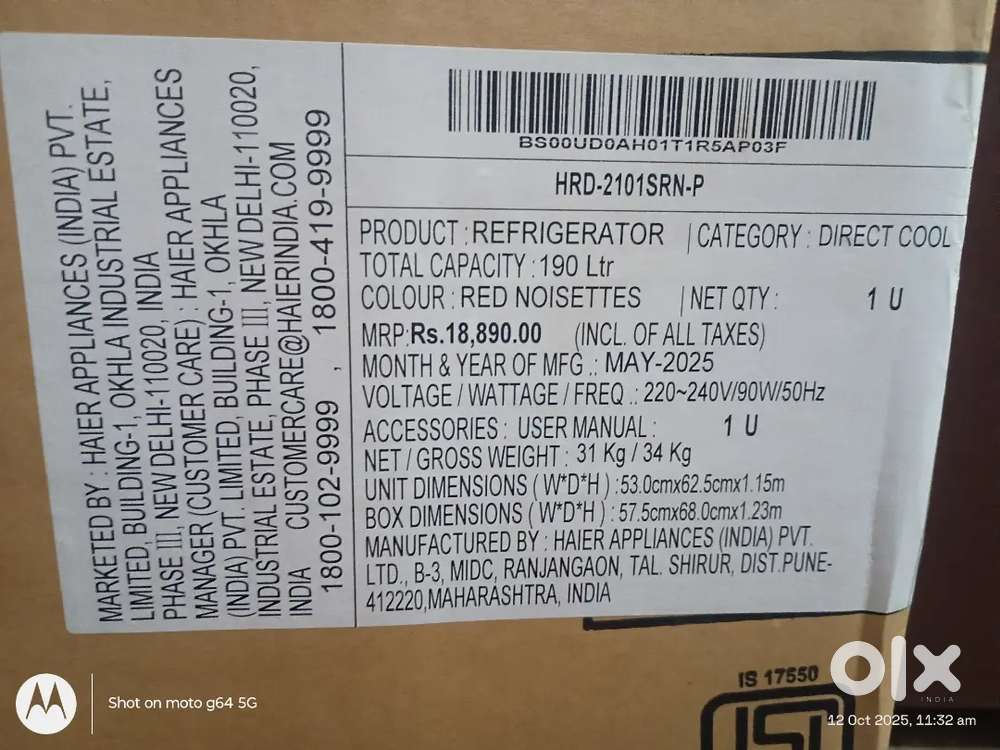 MARKETED BY : HAIER APPLIANCES (INDIA) PVT.
LIMITED, BUILDING-1, OKHLA INDUSTRIAL ESTATE,
PHASE III, NEW DELHI-110020, INDIA
MANAGER (CUSTOMER CARE) : HAIER APPLIANCES
(INDIA) PVT. LIMITED, BUILDING-1, OKHLA
INDUSTRIAL ESTATE, PHASE III, NEW DELHI-110020,
INDIA CUSTOMERCARE@HAIERINDIA.COM
1800-102-9999 , 1800-419-9999
BS00UD0AH01T1R5AP03F
HRD-2101SRN-P
PRODUCT : REFRIGERATOR | CATEGORY : DIRECT COOL
TOTAL CAPACITY : 190 Ltr
COLOUR : RED NOISETTES | NET QTY : 1 U
MRP:Rs.18,890.00 (INCL. OF ALL TAXES)
MONTH & YEAR OF MFG .: MAY-2025
VOLTAGE / WATTAGE / FREQ .: 220~240V/90W/50Hz
ACCESSORIES : USER MANUAL : 1 U
NET / GROSS WEIGHT : 31 Kg / 34 Kg
UNIT DIMENSIONS ( W*D*H ) :53.0cmx62.5cmx1.15m
BOX DIMENSIONS ( W*D*H ) : 57.5cmx68.0cmx1.23m
MANUFACTURED BY : HAIER APPLIANCES (INDIA) PVT.
LTD., B-3, MIDC, RANJANGAON, TAL. SHIRUR, DIST.PUNE-
412220,MAHARASHTRA, INDIA
IS 17550
olx
INDIA
Shot on moto g64 5G
12 Oct 2025, 11:32 am